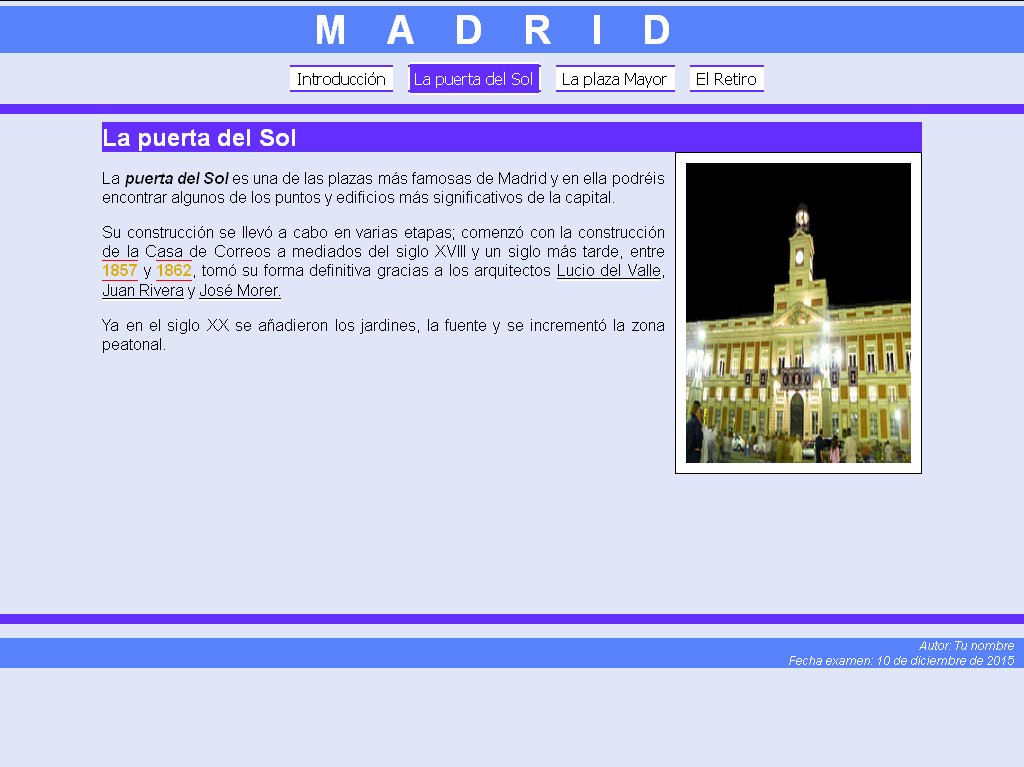 M A D R I D
Introducción La puerta del Sol La plaza Mayor El Retiro
La puerta del Sol
La puerta del Sol es una de las plazas más famosas de Madrid y en ella podréis
encontrar algunos de los puntos y edificios más significativos de la capital.
Su construcción se llevó a cabo en varias etapas; comenzó con la construcción
de la Casa de Correos a mediados del siglo XVIII y un siglo más tarde, entre
1857 y 1862, tomó su forma definitiva gracias a los arquitectos Lucio del Valle,
Juan Rivera y José Morer.
Ya en el siglo XX se añadieron los jardines, la fuente y se incrementó la zona
peatonal.
Autor: Tu nombre
Fecha examen: 10 de diciembre de 2015